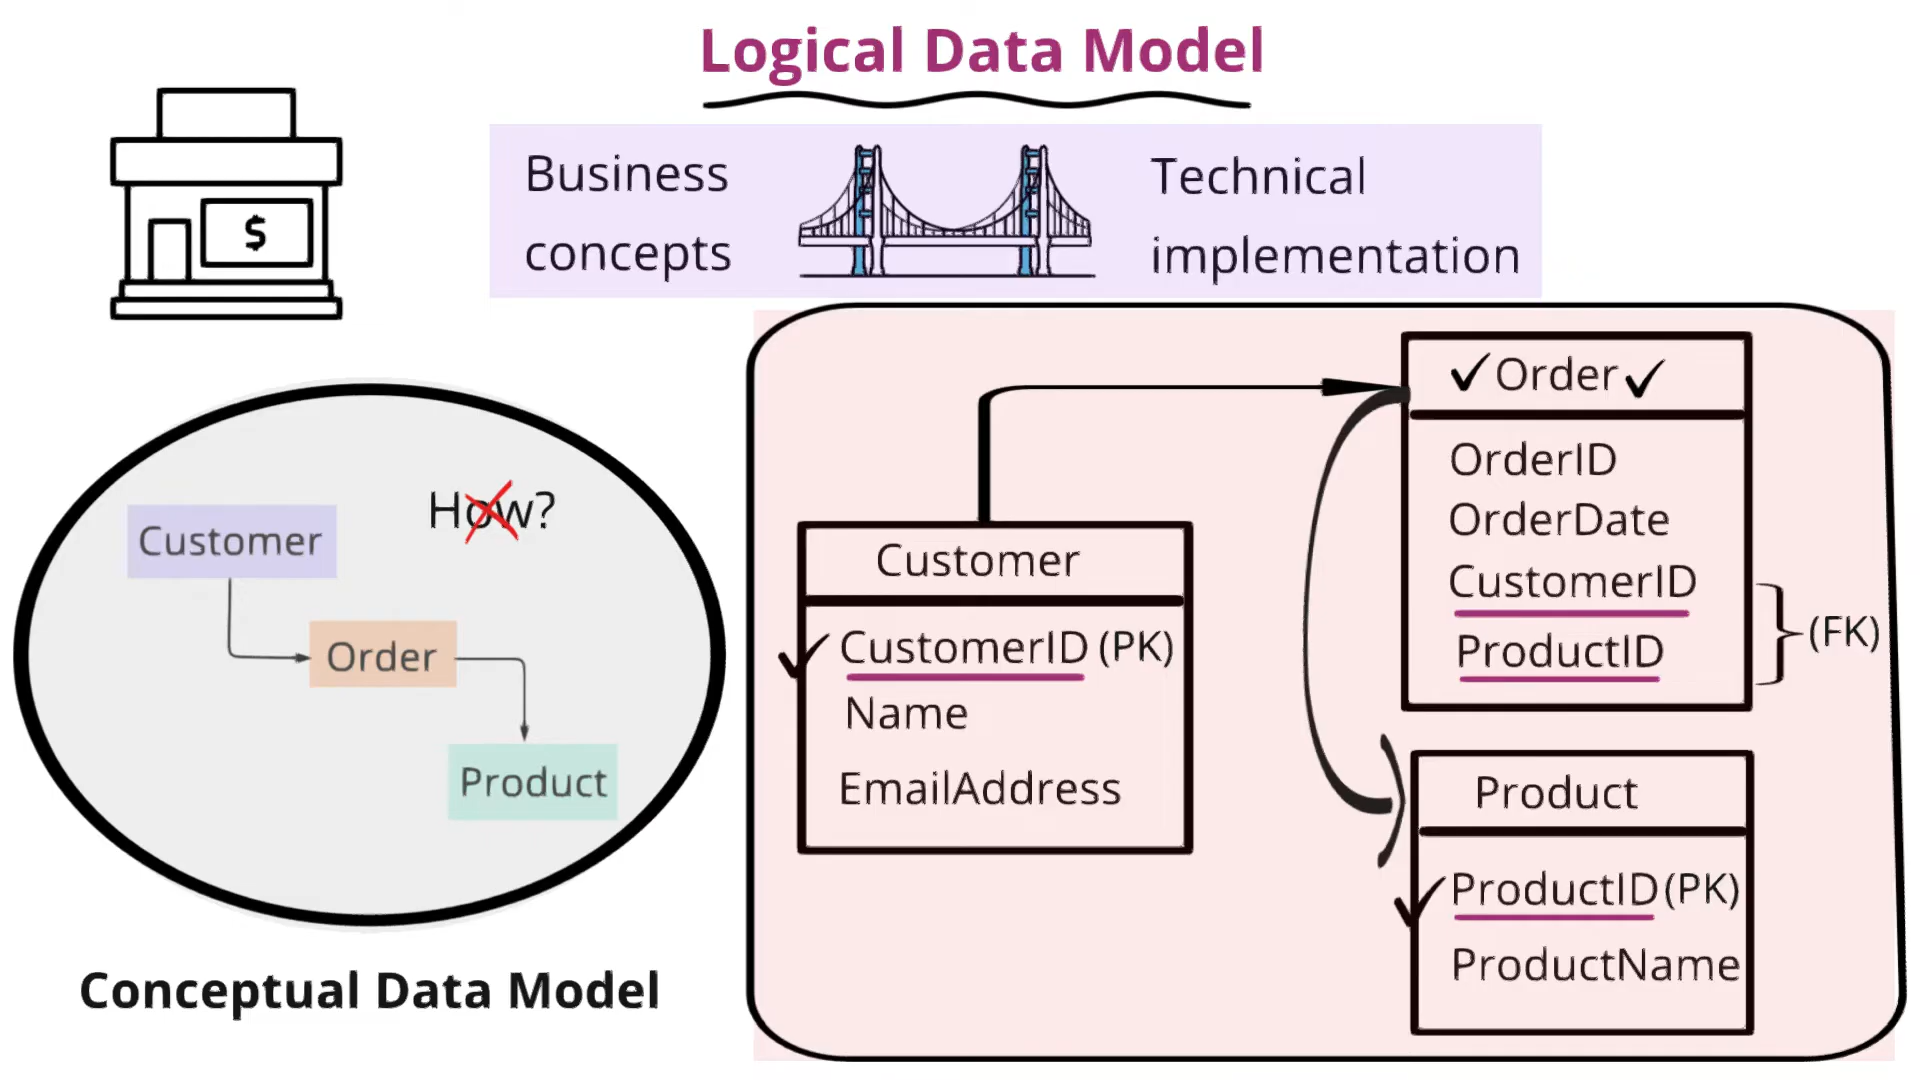 Logical Data Model
Business
concepts
Technical
implementation
$
How?
Customer
Order
Product
Conceptual Data Model
Customer
CustomerID (PK)
Name
EmailAddress
Order
OrderID
OrderDate
CustomerID
ProductID
(FK)
Product
ProductID (PK)
ProductName